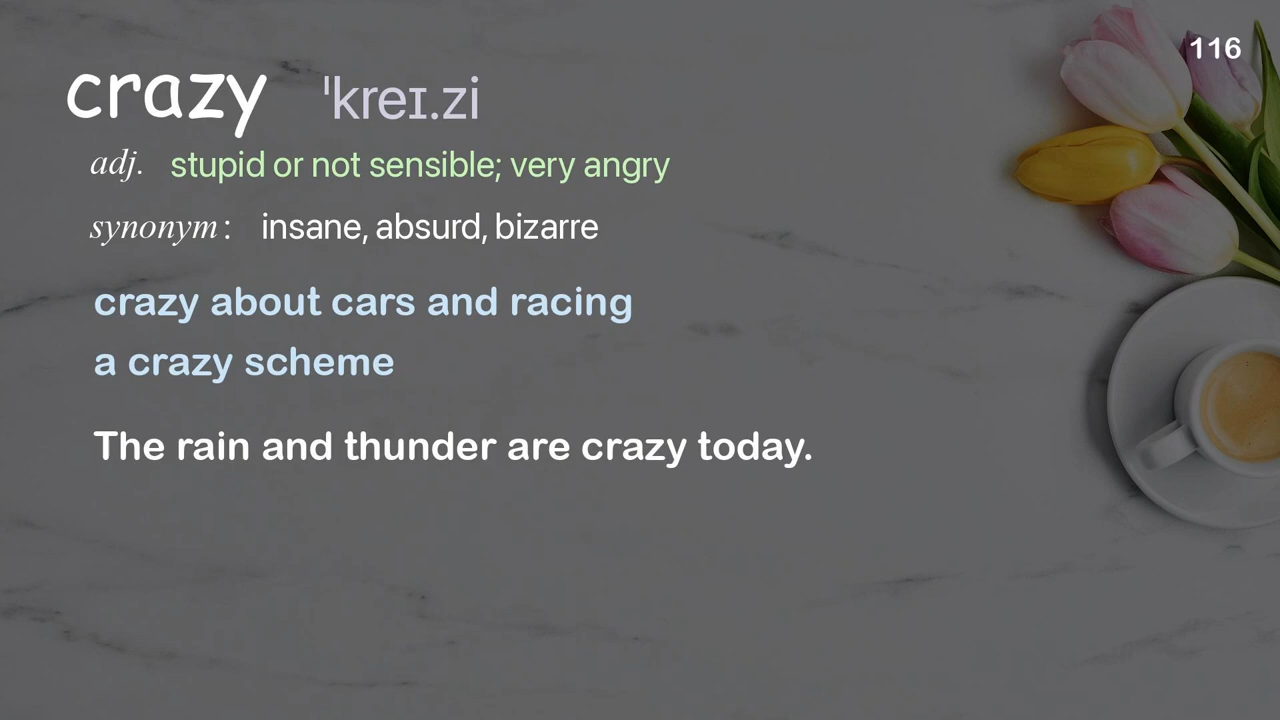 116
crazy ˈkreɪ.zi
adj. stupid or not sensible; very angry
synonym: insane, absurd, bizarre
crazy about cars and racing
a crazy scheme
The rain and thunder are crazy today.